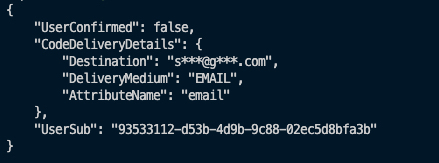 {
    "UserConfirmed": false,
    "CodeDeliveryDetails": {
        "Destination": "s***@g***.com",
        "DeliveryMedium": "EMAIL",
        "AttributeName": "email"
    },
    "UserSub": "93533112-d53b-4d9b-9c88-02ec5d8bfa3b"
}